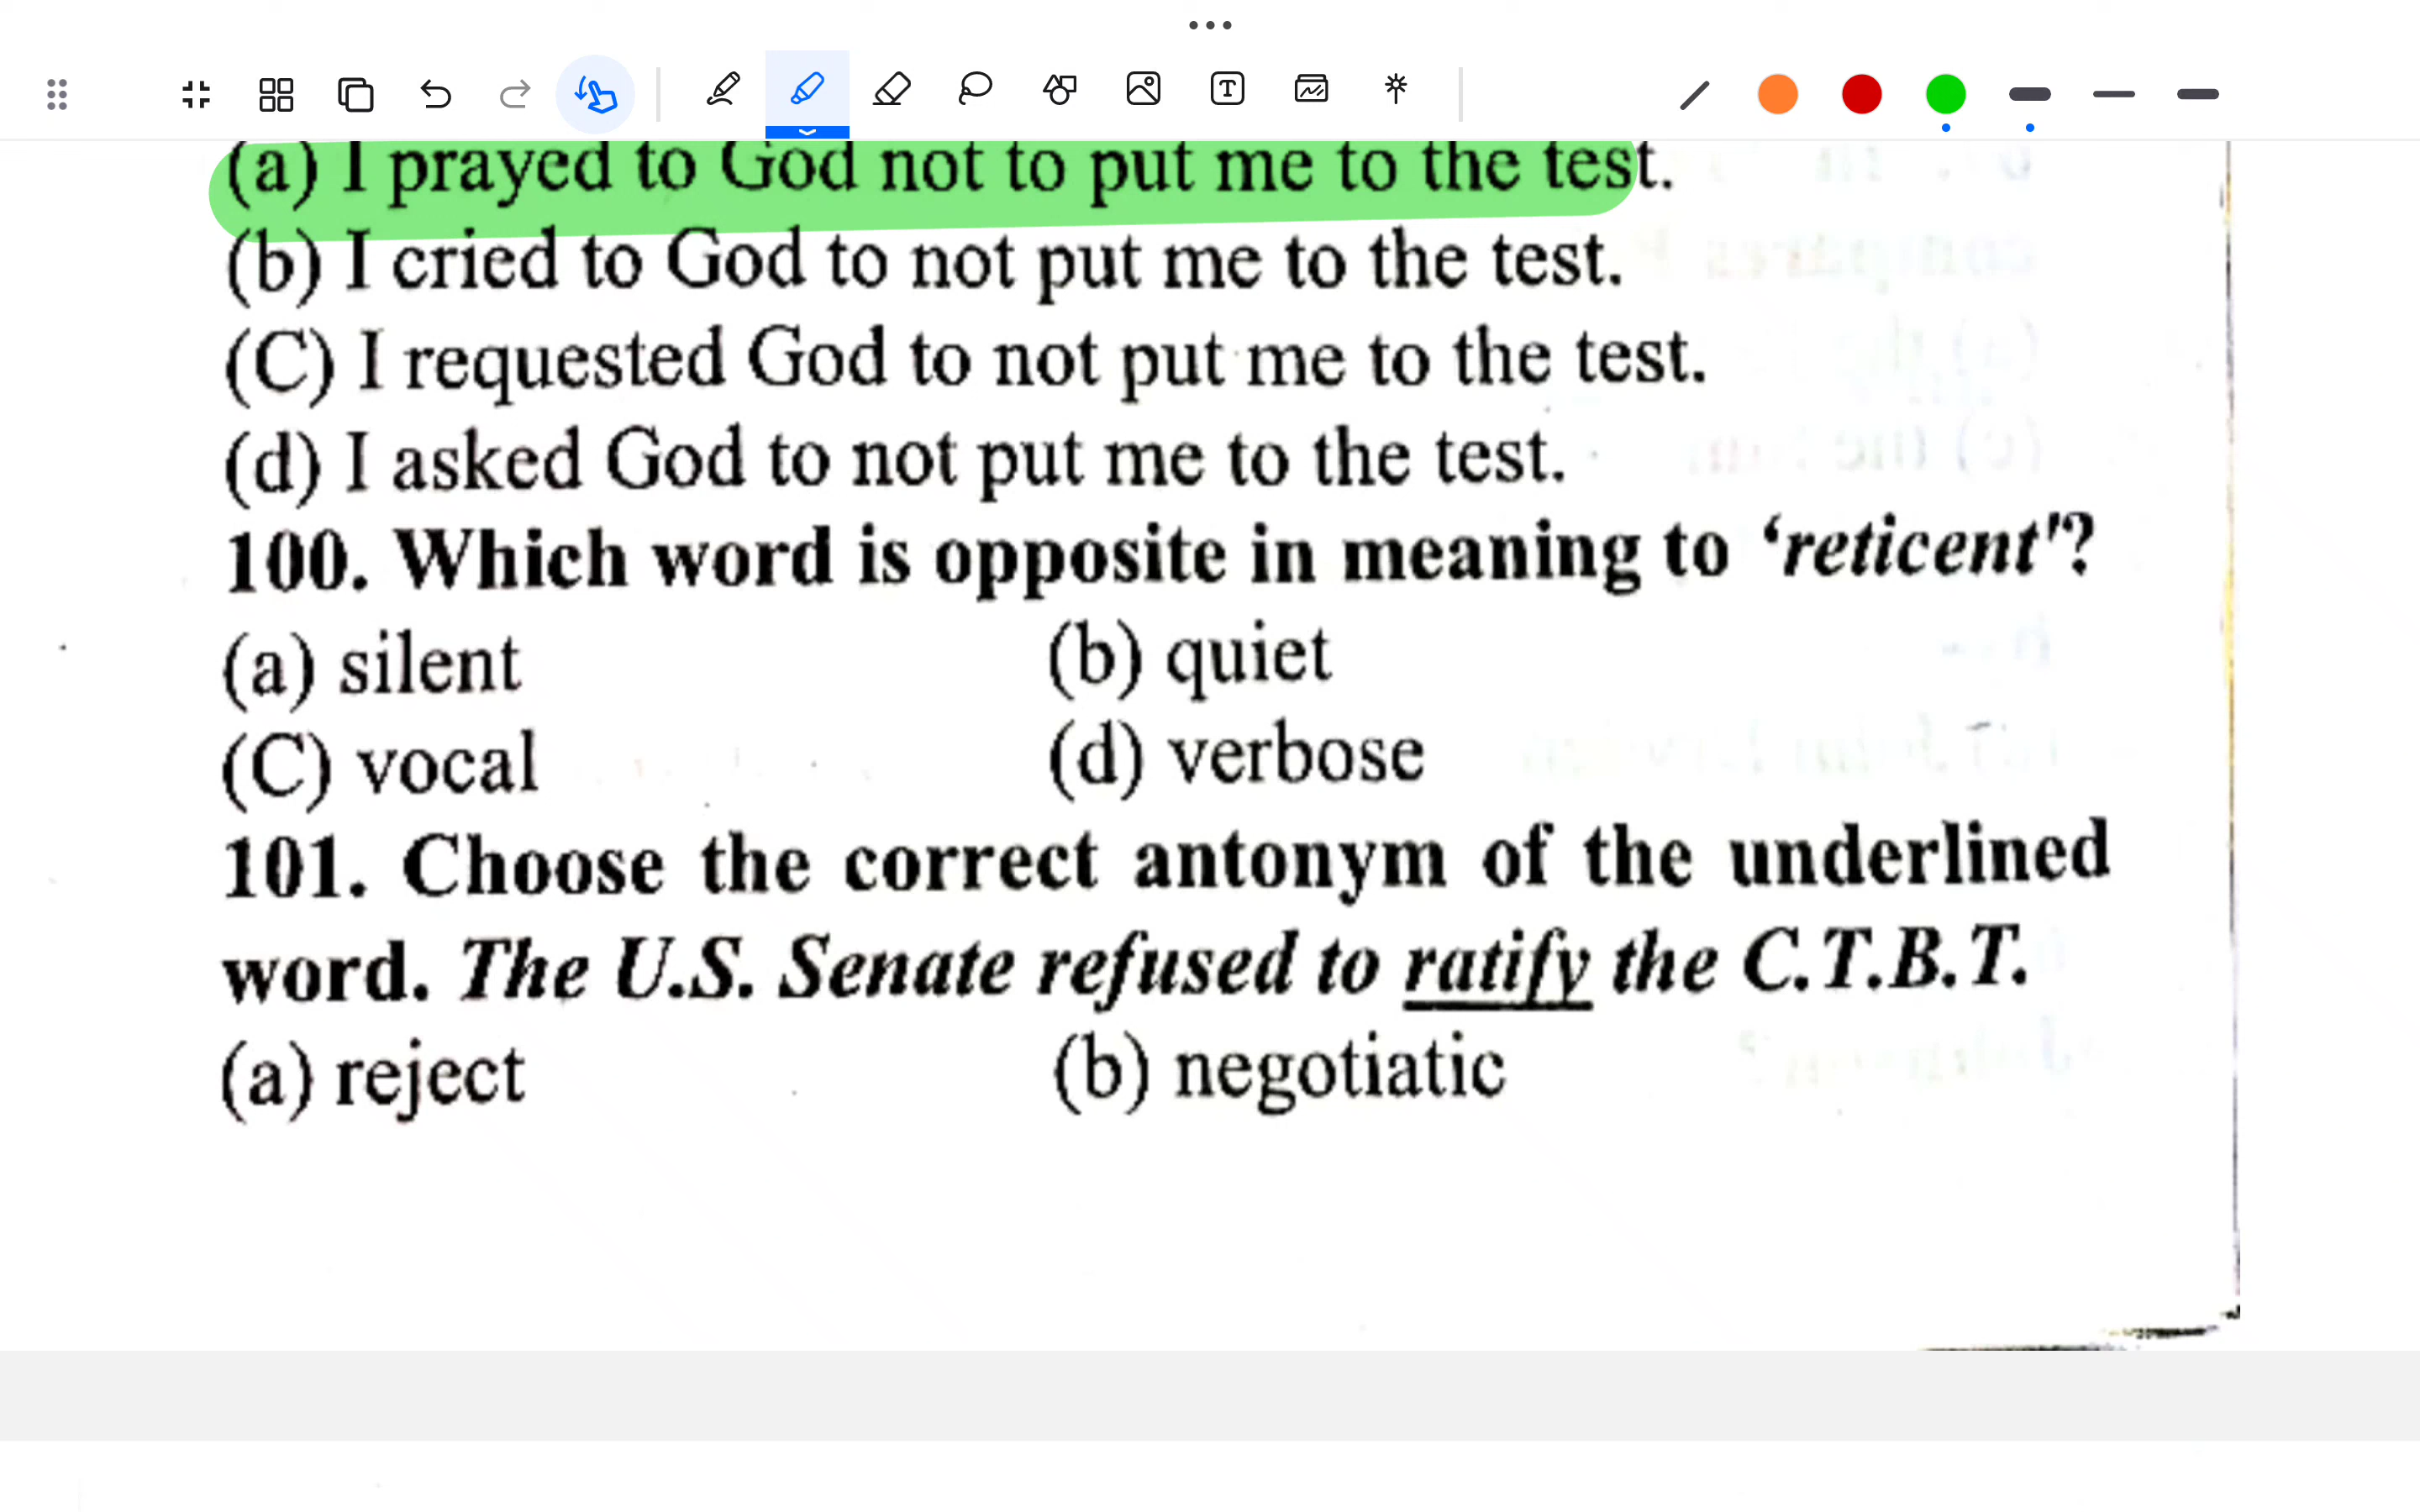 (a) I prayed to God not to put me to the test.
(b) I cried to God to not put me to the test.
(C) I requested God to not put me to the test.
(d) I asked God to not put me to the test.
100. Which word is opposite in meaning to ‘reticent'?
(a) silent (b) quiet
(C) vocal (d) verbose
101. Choose the correct antonym of the underlined
word. The U.S. Senate refused to ratify the C.T.B.T.
(a) reject (b) negotiatic